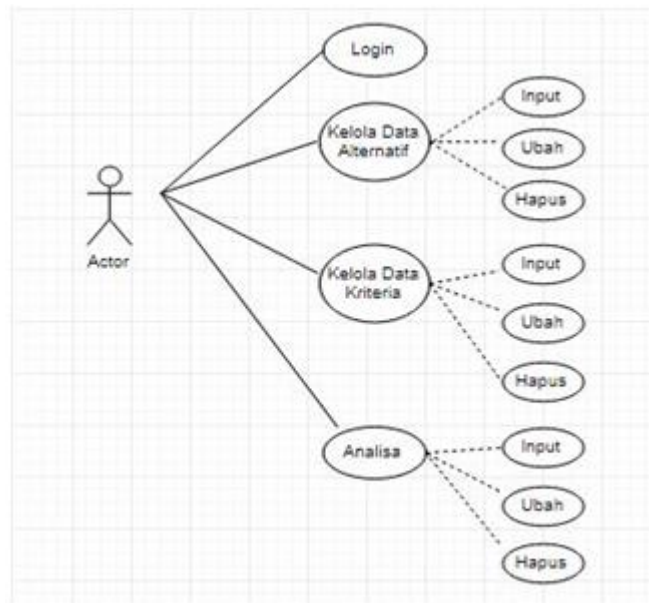 Login
Kelola Data
Alternatif
Input
Ubah
Hapus
Actor
Kelola Data
Kriteria
Input
Ubah
Hapus
Analisa
Input
Ubah
Hapus